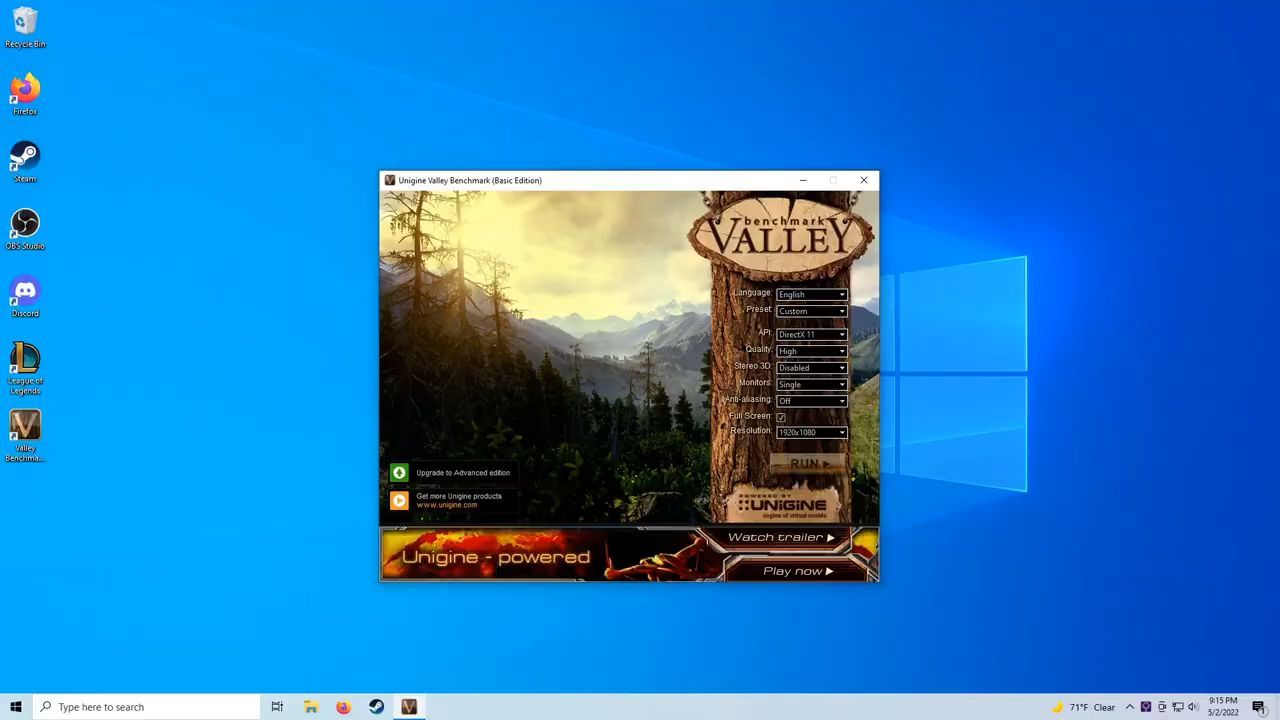 Recycle Bin
Firefox
Steam
OBS Studio
Discord
League of
Legends
Valley
Benchma...
Unigine Valley Benchmark (Basic Edition)
benchmark
VALLEY
Language: English
Preset: Custom
API: DirectX 11
Quality: High
Stereo 3D: Disabled
Monitors: Single
Anti-aliasing: Off
Full Screen:
Resolution: 1920x1080
RUN
POWERED BY
UNIGINE
engine of virtual worlds
Upgrade to Advanced edition
Get more Unigine products
www.unigine.com
Unigine - powered
Watch trailer
Play now
Type here to search
71°F Clear
9:15 PM
5/2/2022
1